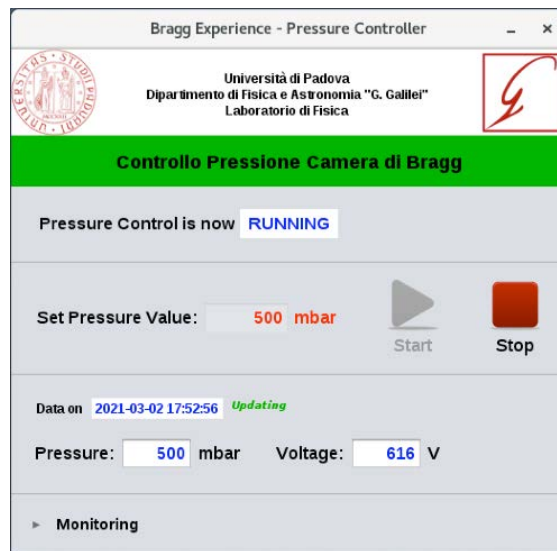 Bragg Experience - Pressure Controller
Università di Padova
Dipartimento di Fisica e Astronomia "G. Galilei"
Laboratorio di Fisica
Controllo Pressione Camera di Bragg
Pressure Control is now RUNNING
Set Pressure Value: 500 mbar
Start Stop
Data on 2021-03-02 17:52:56 Updating
Pressure: 500 mbar Voltage: 616 V
Monitoring